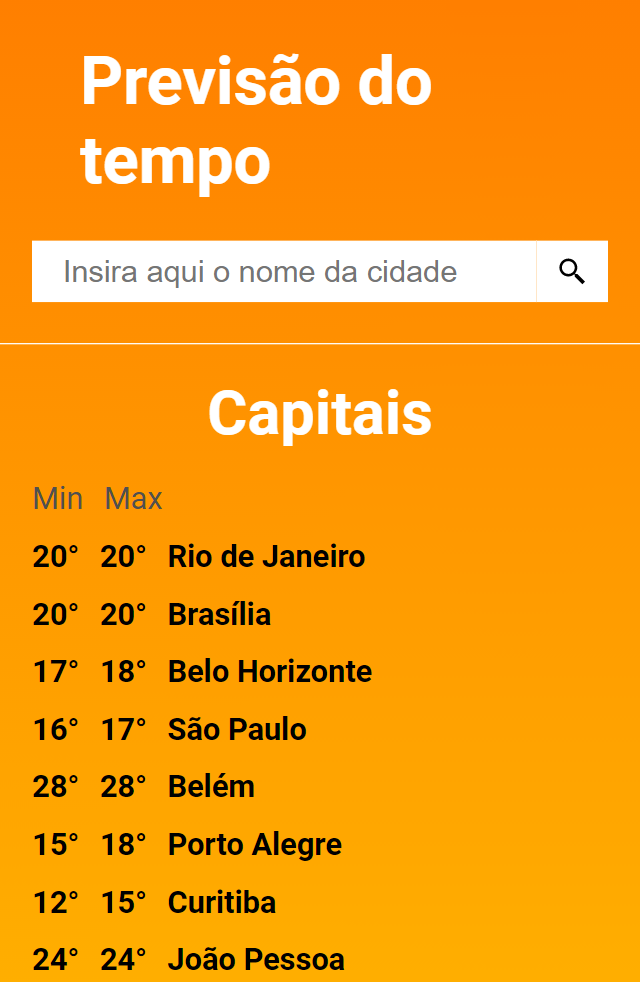 Previsão do
tempo
Insira aqui o nome da cidade
Capitais
Min Max
20° 20° Rio de Janeiro
20° 20° Brasília
17° 18° Belo Horizonte
16° 17° São Paulo
28° 28° Belém
15° 18° Porto Alegre
12° 15° Curitiba
24° 24° João Pessoa